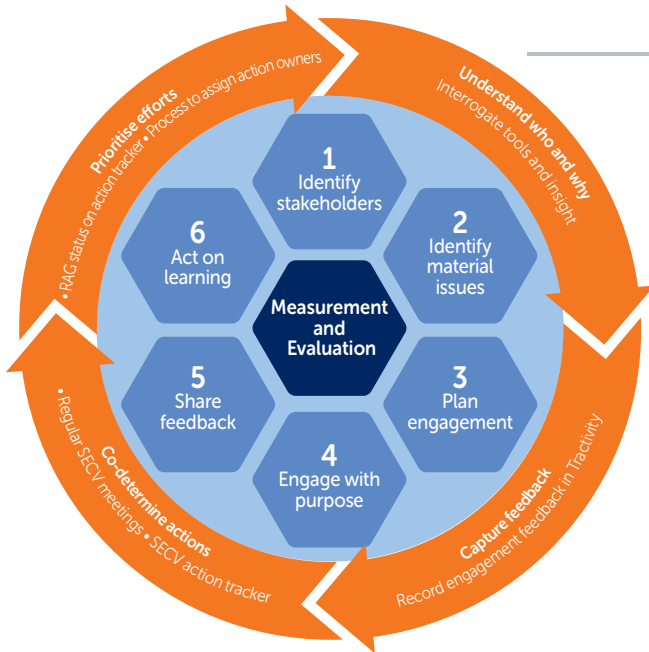 Prioritise efforts
• RAG status on action tracker • Process to assign action owners
Understand who and why
Interrogate tools and insight
1
Identify
stakeholders
2
Identify
material
issues
3
Plan
engagement
4
Engage with
purpose
5
Share
feedback
6
Act on
learning
Measurement
and
Evaluation
Capture feedback
Record engagement feedback in Tractivity
Co-determine actions
• Regular SECV meetings • SECV action tracker